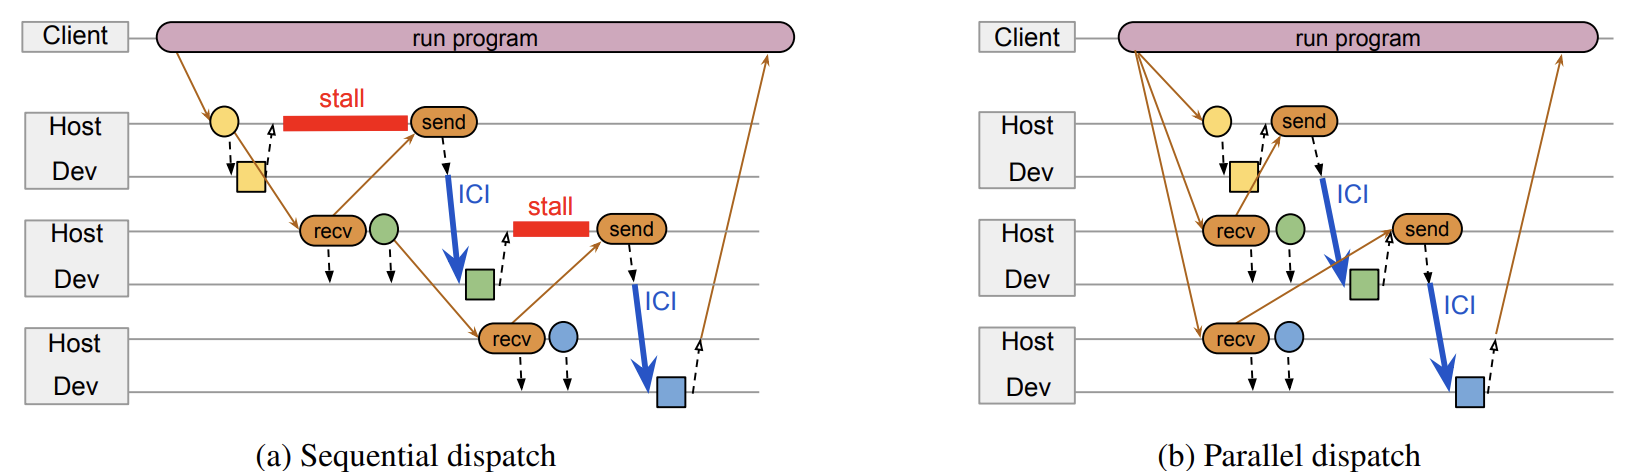 Client
run program
stall
Host
send
Dev
ICI
stall
Host
recv
send
Dev
ICI
Host
recv
Dev
(a) Sequential dispatch
Client
run program
Host
send
Dev
ICI
Host
recv
send
Dev
ICI
Host
recv
Dev
(b) Parallel dispatch